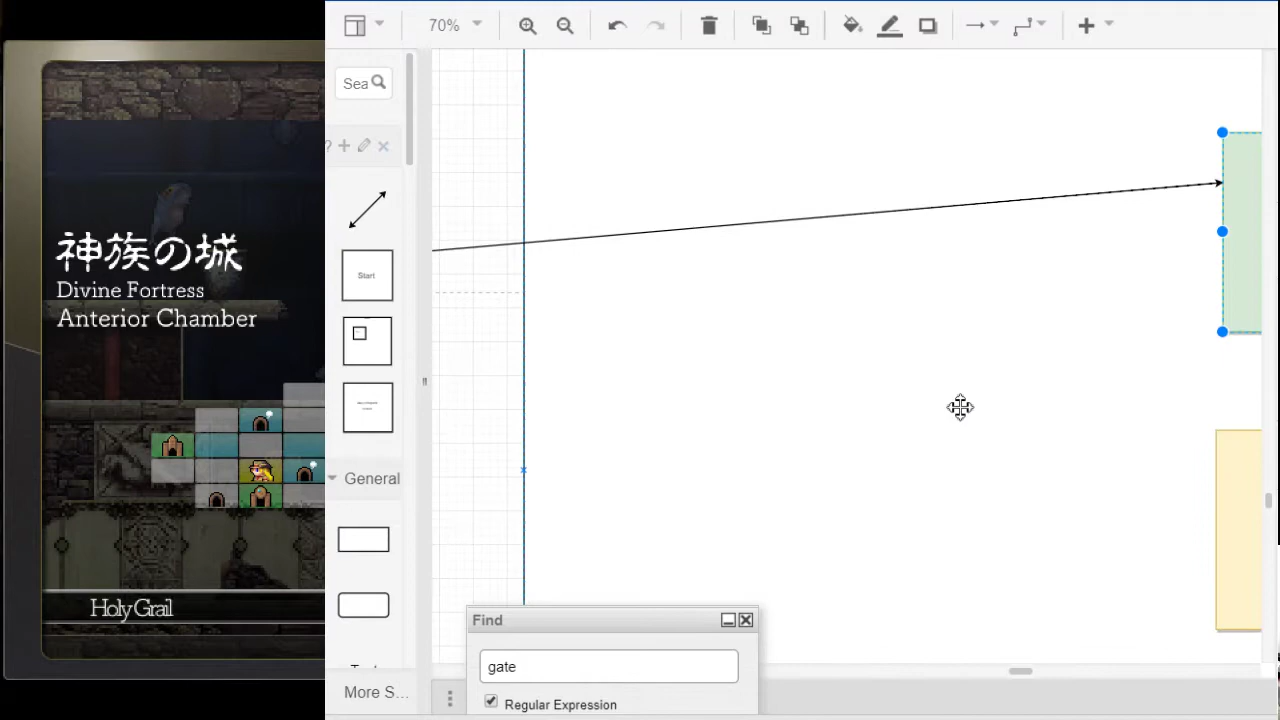 70%
Sea
?
Start
General
More S...
神族の城
Divine Fortress
Anterior Chamber
Holy Grail
Find
gate
Regular Expression